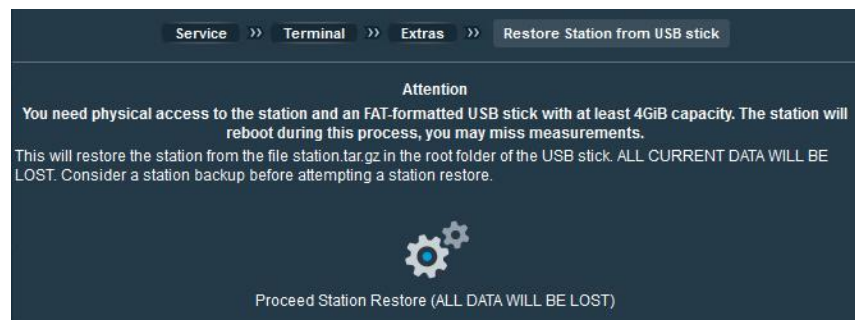 Service » Terminal » Extras » Restore Station from USB stick
Attention
You need physical access to the station and an FAT-formatted USB stick with at least 4GiB capacity. The station will
reboot during this process, you may miss measurements.
This will restore the station from the file station.tar.gz in the root folder of the USB stick. ALL CURRENT DATA WILL BE
LOST. Consider a station backup before attempting a station restore.
Proceed Station Restore (ALL DATA WILL BE LOST)